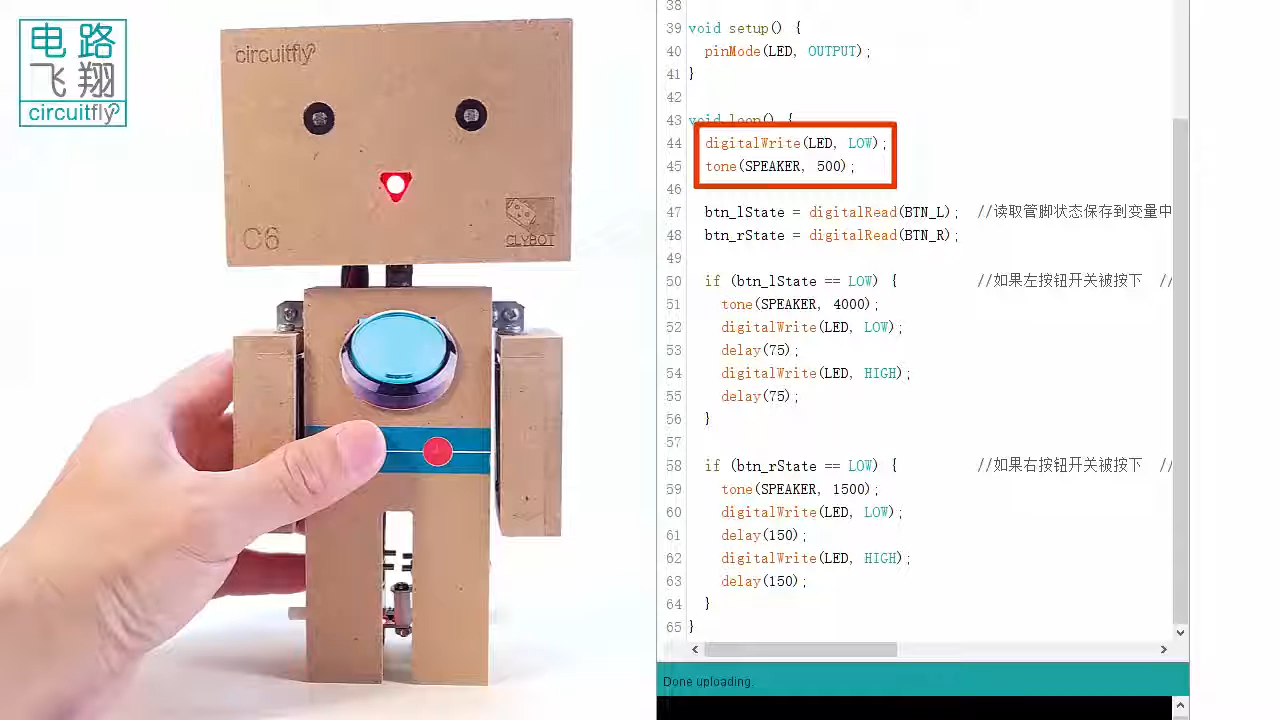 电路
飞翔
circuitfly
circuitfly
C6
CLYBOT
38
39 void setup() {
40 pinMode(LED, OUTPUT);
41 }
42
43 void loop() {
44 digitalWrite(LED, LOW);
45 tone(SPEAKER, 500);
46
47 btn_lState = digitalRead(BTN_L); //读取管脚状态保存到变量中
48 btn_rState = digitalRead(BTN_R);
49
50 if (btn_lState == LOW) { //如果左按钮开关被按下 //
51 tone(SPEAKER, 4000);
52 digitalWrite(LED, LOW);
53 delay(75);
54 digitalWrite(LED, HIGH);
55 delay(75);
56 }
57
58 if (btn_rState == LOW) { //如果右按钮开关被按下 //
59 tone(SPEAKER, 1500);
60 digitalWrite(LED, LOW);
61 delay(150);
62 digitalWrite(LED, HIGH);
63 delay(150);
64 }
65 }
Done uploading.